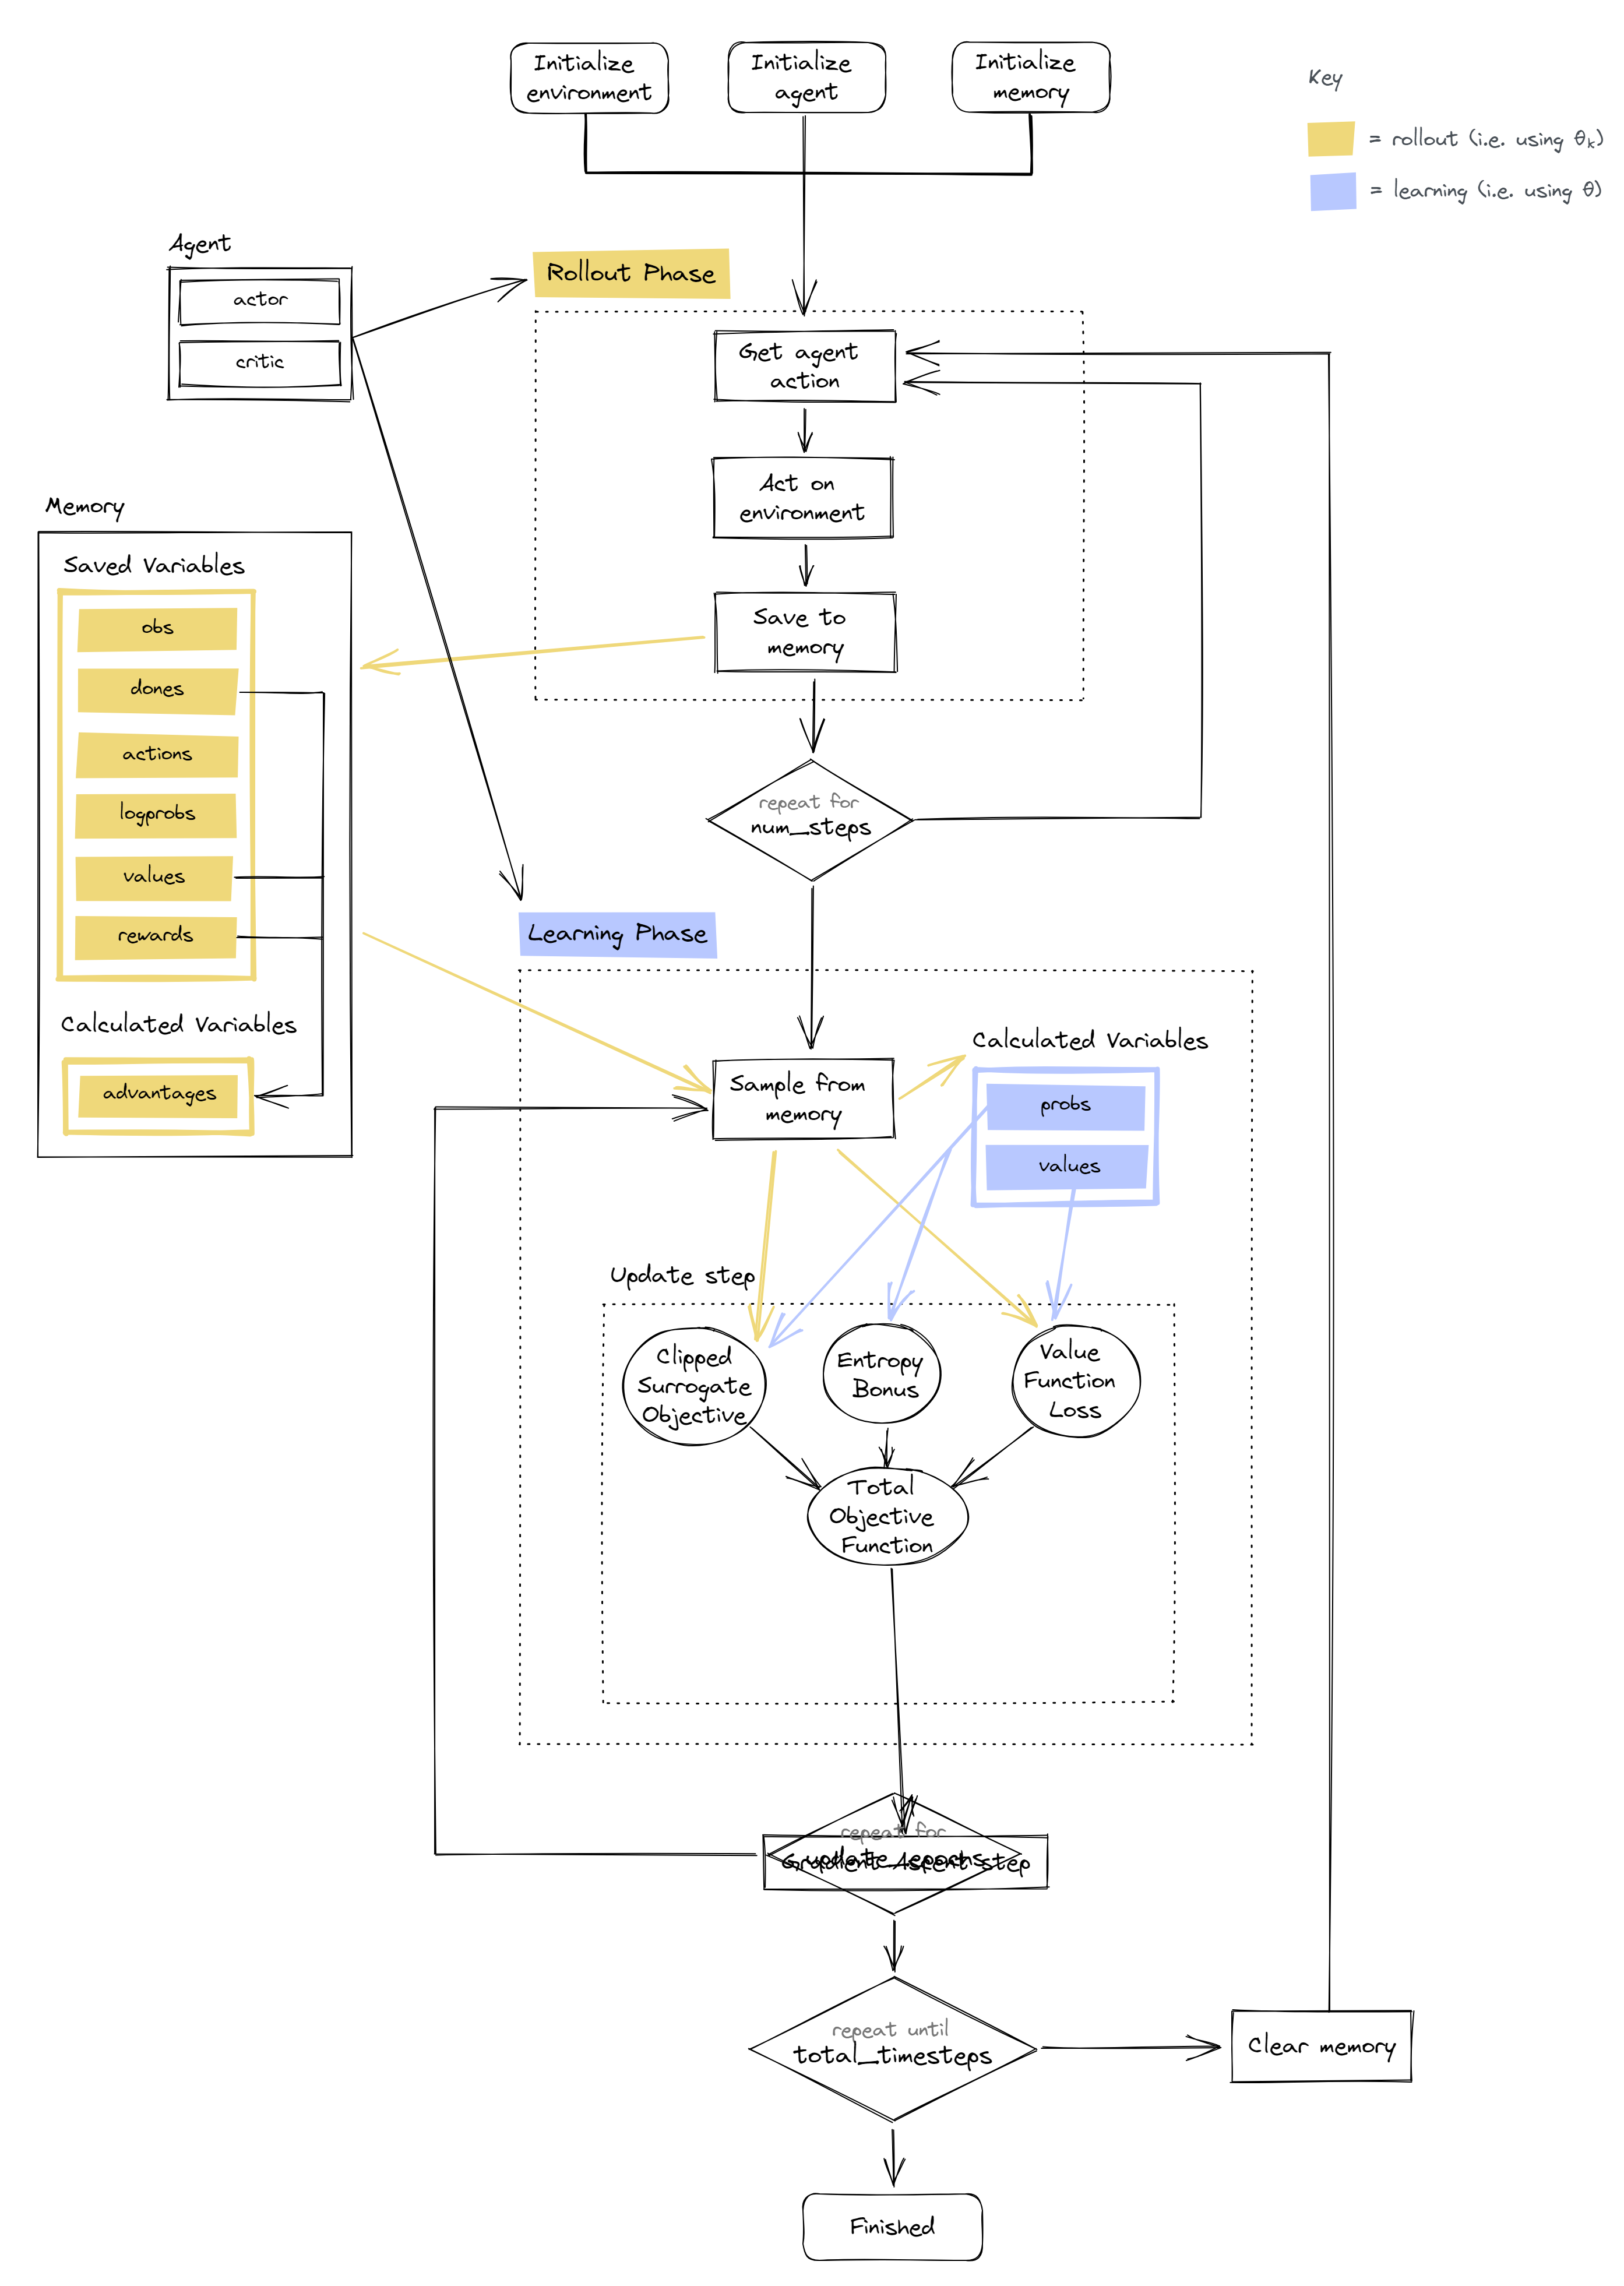 Initialize
environment
Initialize
agent
Initialize
memory
Key
= rollout (i.e. using θₖ)
= learning (i.e. using θ)
Agent
actor
critic
Rollout Phase
Get agent
action
Act on
environment
Save to
memory
Memory
Saved Variables
obs
dones
actions
logprobs
values
rewards
Calculated Variables
advantages
repeat for
num_steps
Learning Phase
Sample from
memory
Calculated Variables
probs
values
Update step
Clipped
Surrogate
Objective
Entropy
Bonus
Value
Function
Loss
Total
Objective
Function
repeat for
update_epochs
Gradient Ascent step
repeat until
total_timesteps
Clear memory
Finished